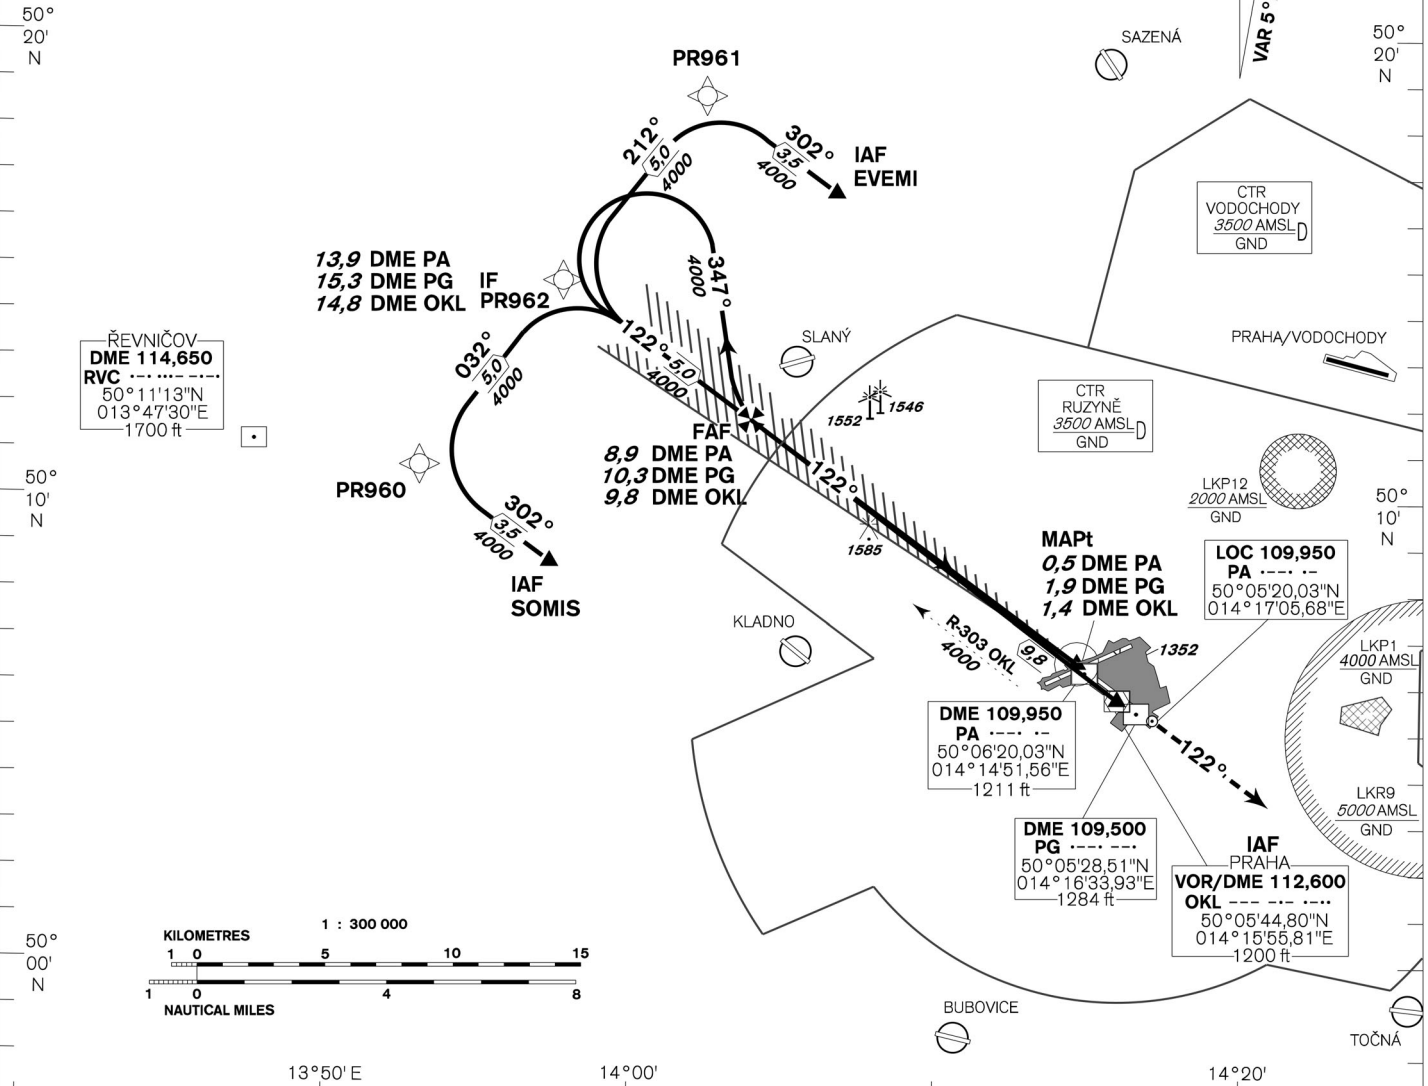 50°
20'
N
SAZENÁ
VAR 5°
50°
20'
N
PR961
212°
5,0
4000
302°
3,5
4000
IAF
EVEMI
CTR
VODOCHODY
3500 AMSL D
GND
13,9 DME PA
15,3 DME PG
14,8 DME OKL
IF
PR962
347°
4000
ŘEVNIČOV
DME 114,650
RVC ·-· ···- -·-·
50°11'13"N
013°47'30"E
1700 ft
032°
5,0
4000
122°
5,0
4000
SLANÝ
PRAHA/VODOCHODY
1552
1546
CTR
RUZYNĚ
3500 AMSL D
GND
FAF
8,9 DME PA
10,3 DME PG
9,8 DME OKL
122°
50°
10'
N
PR960
302°
3,5
4000
IAF
SOMIS
LKP12
2000 AMSL
GND
50°
10'
N
1585
MAPt
0,5 DME PA
1,9 DME PG
1,4 DME OKL
LOC 109,950
PA ·--· ·-
50°05'20,03"N
014°17'05,68"E
KLADNO
R-303 OKL
4000
9,8
1352
LKP1
4000 AMSL
GND
DME 109,950
PA ·--· ·-
50°06'20,03"N
014°14'51,56"E
1211 ft
122°
LKR9
5000 AMSL
GND
DME 109,500
PG ·--· --·
50°05'28,51"N
014°16'33,93"E
1284 ft
IAF
PRAHA
VOR/DME 112,600
OKL --- -·- ·-··
50°05'44,80"N
014°15'55,81"E
1200 ft
1 : 300 000
KILOMETRES
1 0 5 10 15
1 0 4 8
NAUTICAL MILES
50°
00'
N
BUBOVICE
TOČNÁ
13°50'E
14°00'
14°20'